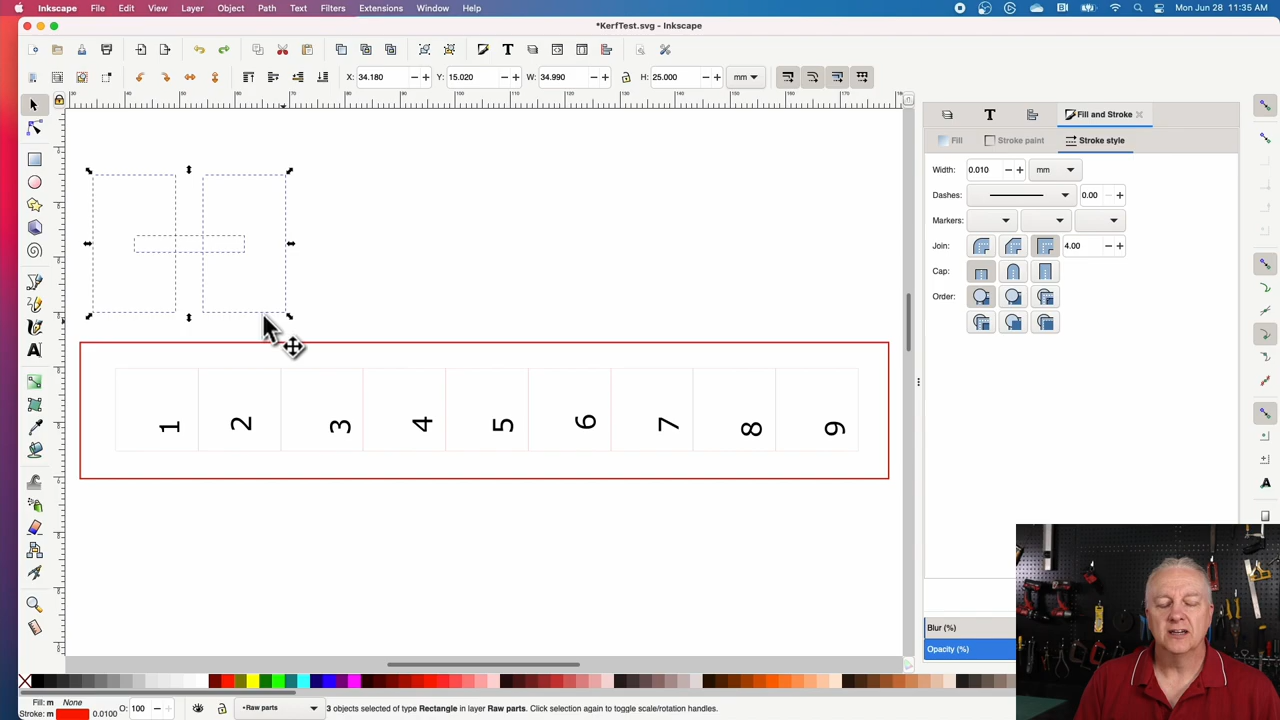 Inkscape File Edit View Layer Object Path Text Filters Extensions Window Help Mon Jun 28 11:35 AM
*KerfTest.svg - Inkscape
X: 34.180 Y: 15.020 W: 34.990 H: 25.000 mm
Fill and Stroke
Fill Stroke paint Stroke style
Width: 0.010 mm
Dashes: 0.00
Markers:
Join: 4.00
Cap:
Order:
1 2 3 4 5 6 7 8 9
Blur (%)
Opacity (%)
Fill: m None
Stroke: m 0.0100
O: 100
•Raw parts
3 objects selected of type Rectangle in layer Raw parts. Click selection again to toggle scale/rotation handles.